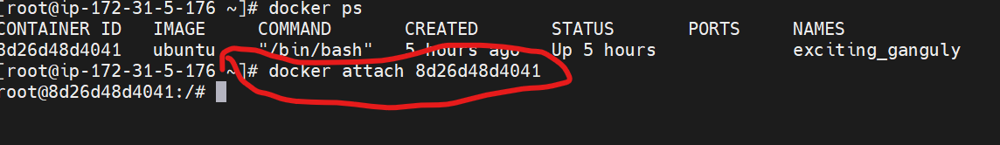 [root@ip-172-31-5-176 ~]# docker ps
CONTAINER ID IMAGE COMMAND CREATED STATUS PORTS NAMES
8d26d48d4041 ubuntu "/bin/bash" 5 hours ago Up 5 hours exciting_ganguly
[root@ip-172-31-5-176 ~]# docker attach 8d26d48d4041
root@8d26d48d4041:/#